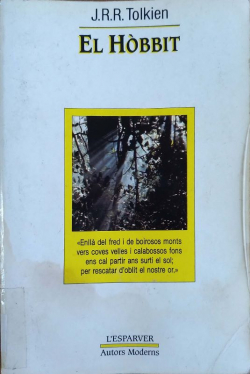 J.R.R. Tolkien
EL HÒBBIT
«Enllà del fred i de boirosos monts
vers coves velles i calabossos fons
ens cal partir ans surti el sol;
per rescatar d'oblit el nostre or.»
L'ESPARVER
Autors Moderns